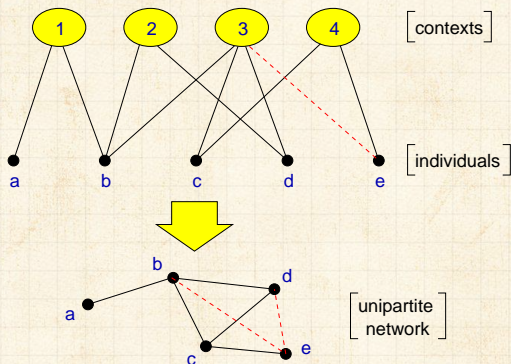 1 2 3 4 [contexts]
a b c d e [individuals]
b d
a
c e
[unipartite
network]